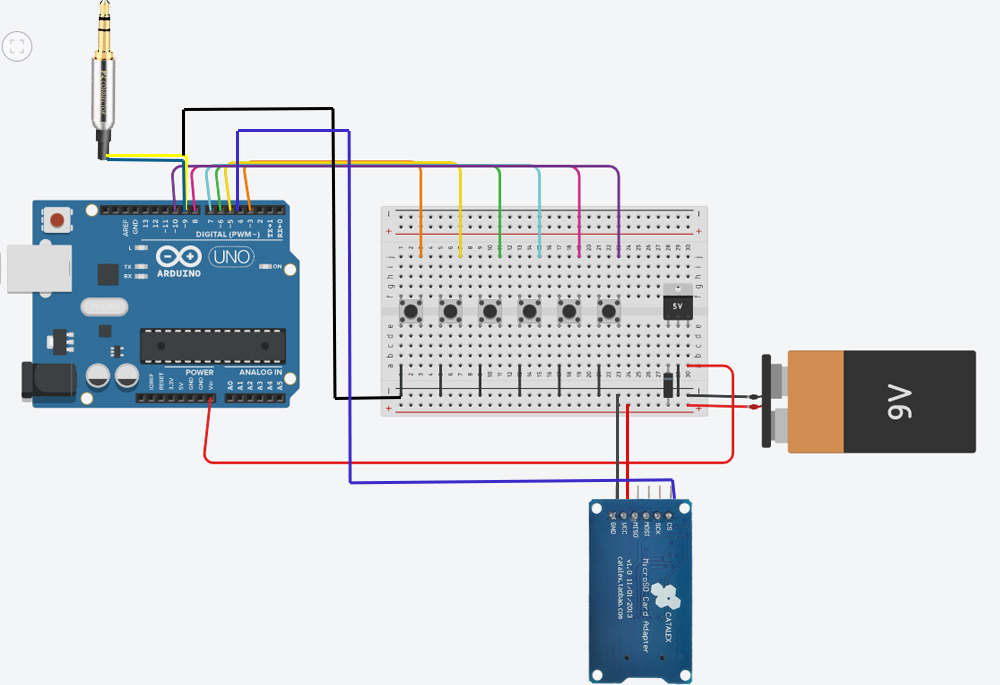 AREF
GND
13
12
~11
~10
~9
8
7
~6
~5
4
~3
2
TX→1
RX←0
DIGITAL (PWM~)
L
TX
RX
UNO
ON
ARDUINO
POWER
ANALOG IN
IOREF
RESET
3.3V
5V
GND
GND
Vin
A0
A1
A2
A3
A4
A5
5V
9V
GND
VCC
MISO
MOSI
SCK
CS
MicroSD Card Adapter
v1.0 11/01/2013
catalex.taobao.com
CATALEX